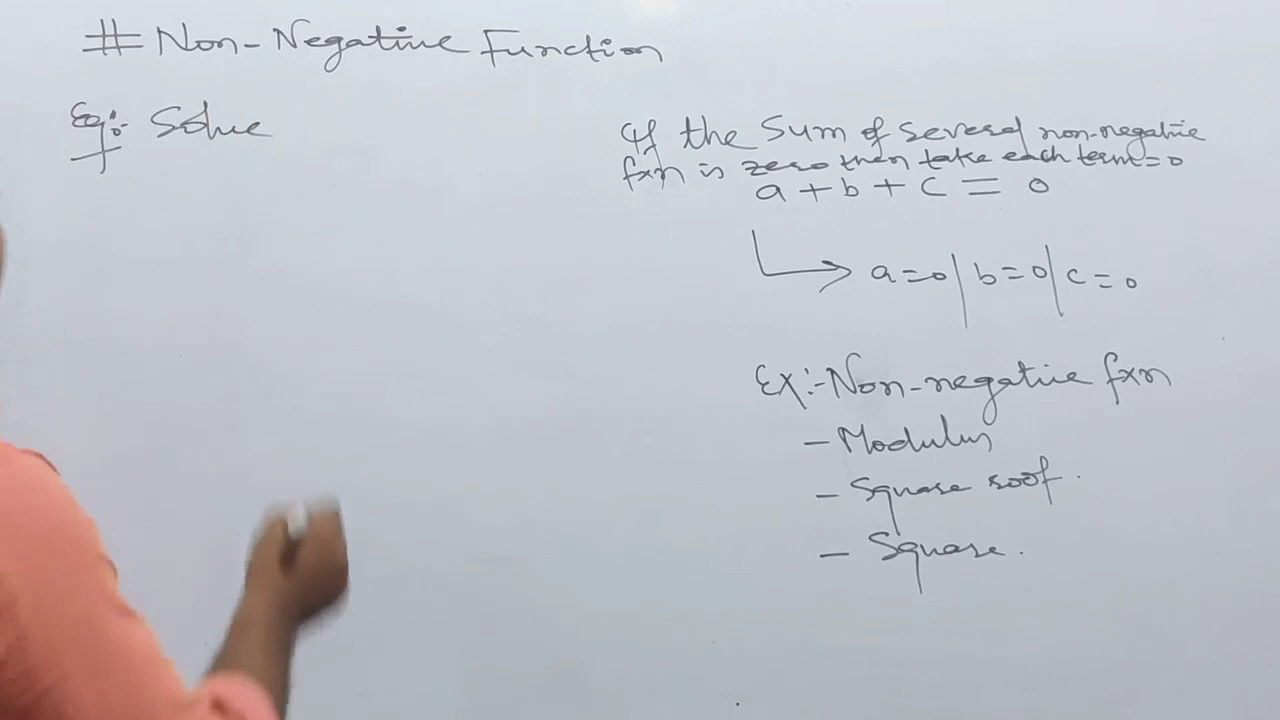 # Non-Negative Function
Eg:- Solve
If the Sum of several non-negative
fxn is zero then take each term = 0
a + b + c = 0
a=0 | b=0 | c=0
Ex:- Non-negative fxn
- Modulus
- Square root.
- Square.